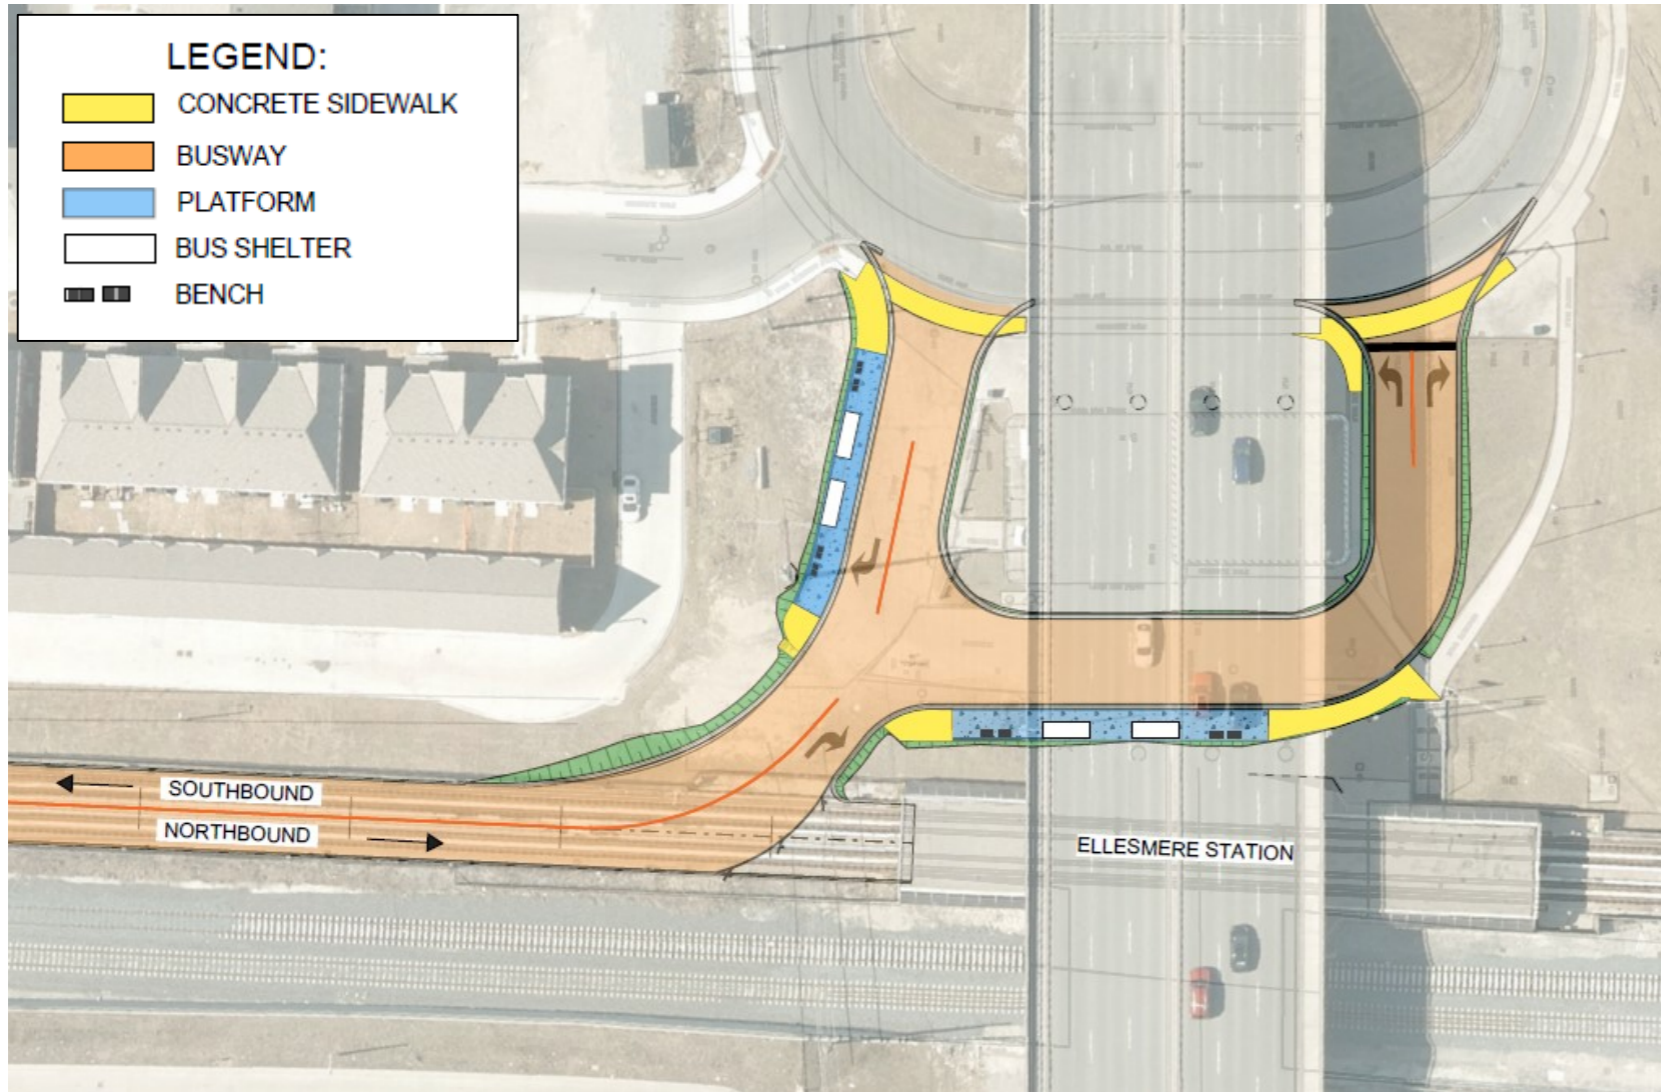 LEGEND:
CONCRETE SIDEWALK
BUSWAY
PLATFORM
BUS SHELTER
BENCH
SOUTHBOUND
NORTHBOUND
ELLESMERE STATION